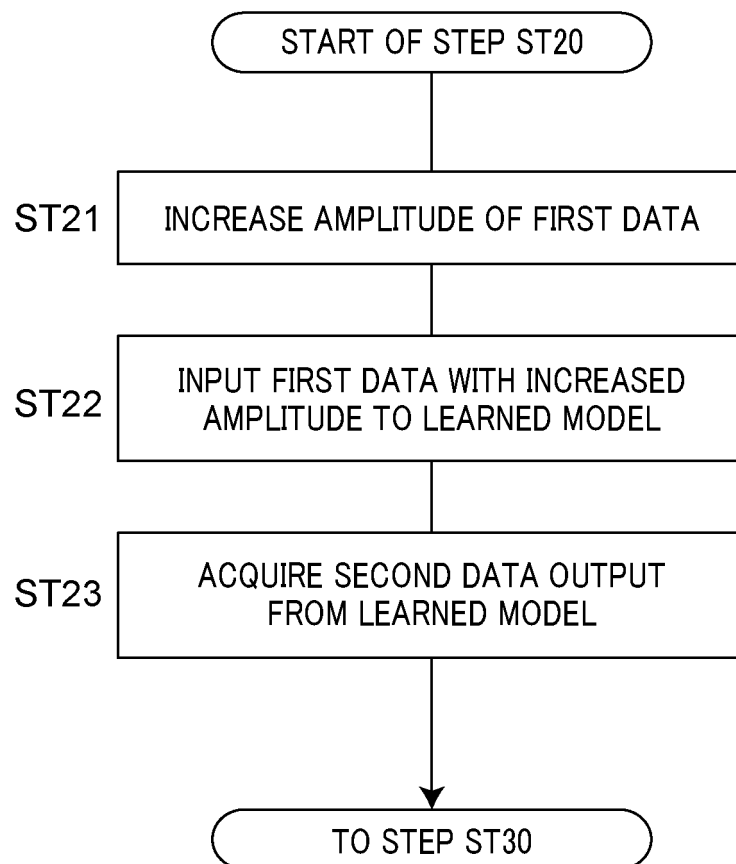 START OF STEP ST20
ST21
INCREASE AMPLITUDE OF FIRST DATA
ST22
INPUT FIRST DATA WITH INCREASED
AMPLITUDE TO LEARNED MODEL
ST23
ACQUIRE SECOND DATA OUTPUT
FROM LEARNED MODEL
TO STEP ST30